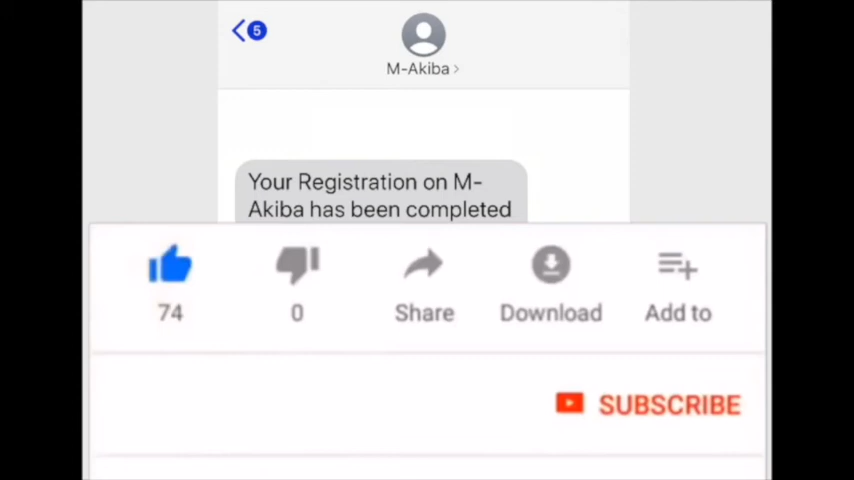 5
M-Akiba >
Your Registration on M-
Akiba has been completed
74
0
Share
Download
Add to
SUBSCRIBE